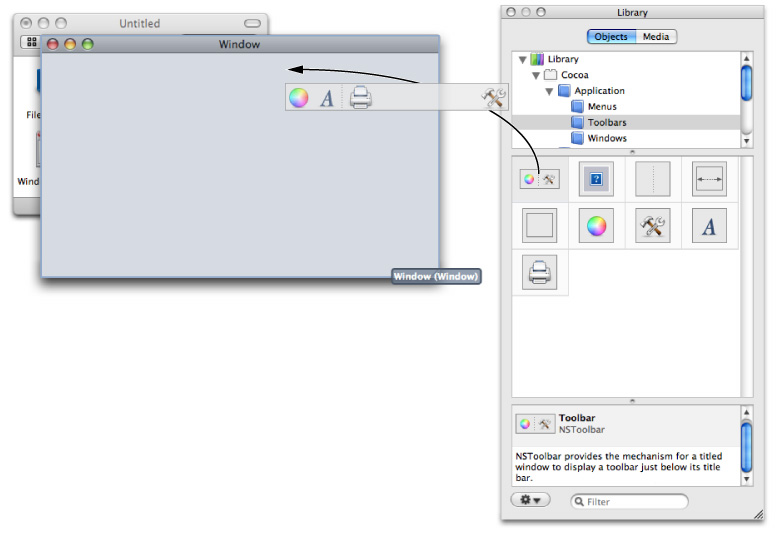 Untitled
Window
File
Wind
Window (Window)
Library
Objects
Media
Library
Cocoa
Application
Menus
Toolbars
Windows
A
?
A
Toolbar
NSToolbar
NSToolbar provides the mechanism for a titled
window to display a toolbar just below its title
bar.
Filter